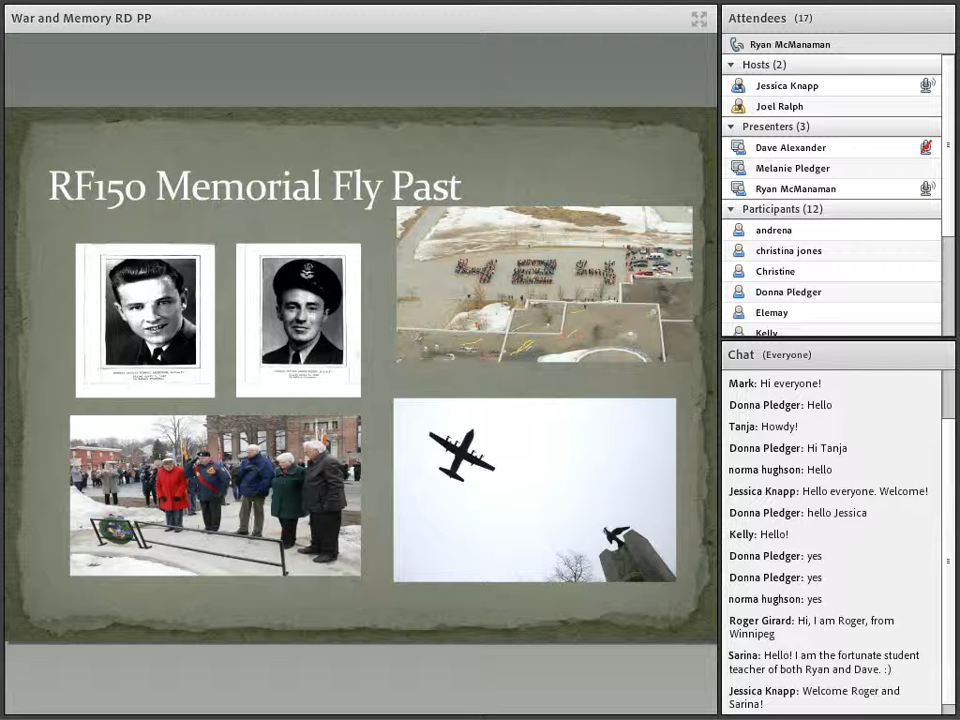 War and Memory RD PP
RF150 Memorial Fly Past
434
Attendees (17)
Ryan McManaman
Hosts (2)
Jessica Knapp
Joel Ralph
Presenters (3)
Dave Alexander
Melanie Pledger
Ryan McManaman
Participants (12)
andrena
christina jones
Christine
Donna Pledger
Elemay
Kelly
Chat (Everyone)
Mark: Hi everyone!
Donna Pledger: Hello
Tanja: Howdy!
Donna Pledger: Hi Tanja
norma hughson: Hello
Jessica Knapp: Hello everyone. Welcome!
Donna Pledger: hello Jessica
Kelly: Hello!
Donna Pledger: yes
Donna Pledger: yes
norma hughson: yes
Roger Girard: Hi, I am Roger, from
Winnipeg
Sarina: Hello! I am the fortunate student
teacher of both Ryan and Dave. :)
Jessica Knapp: Welcome Roger and
Sarina!